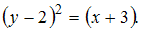 (y − 2)² = (x + 3).